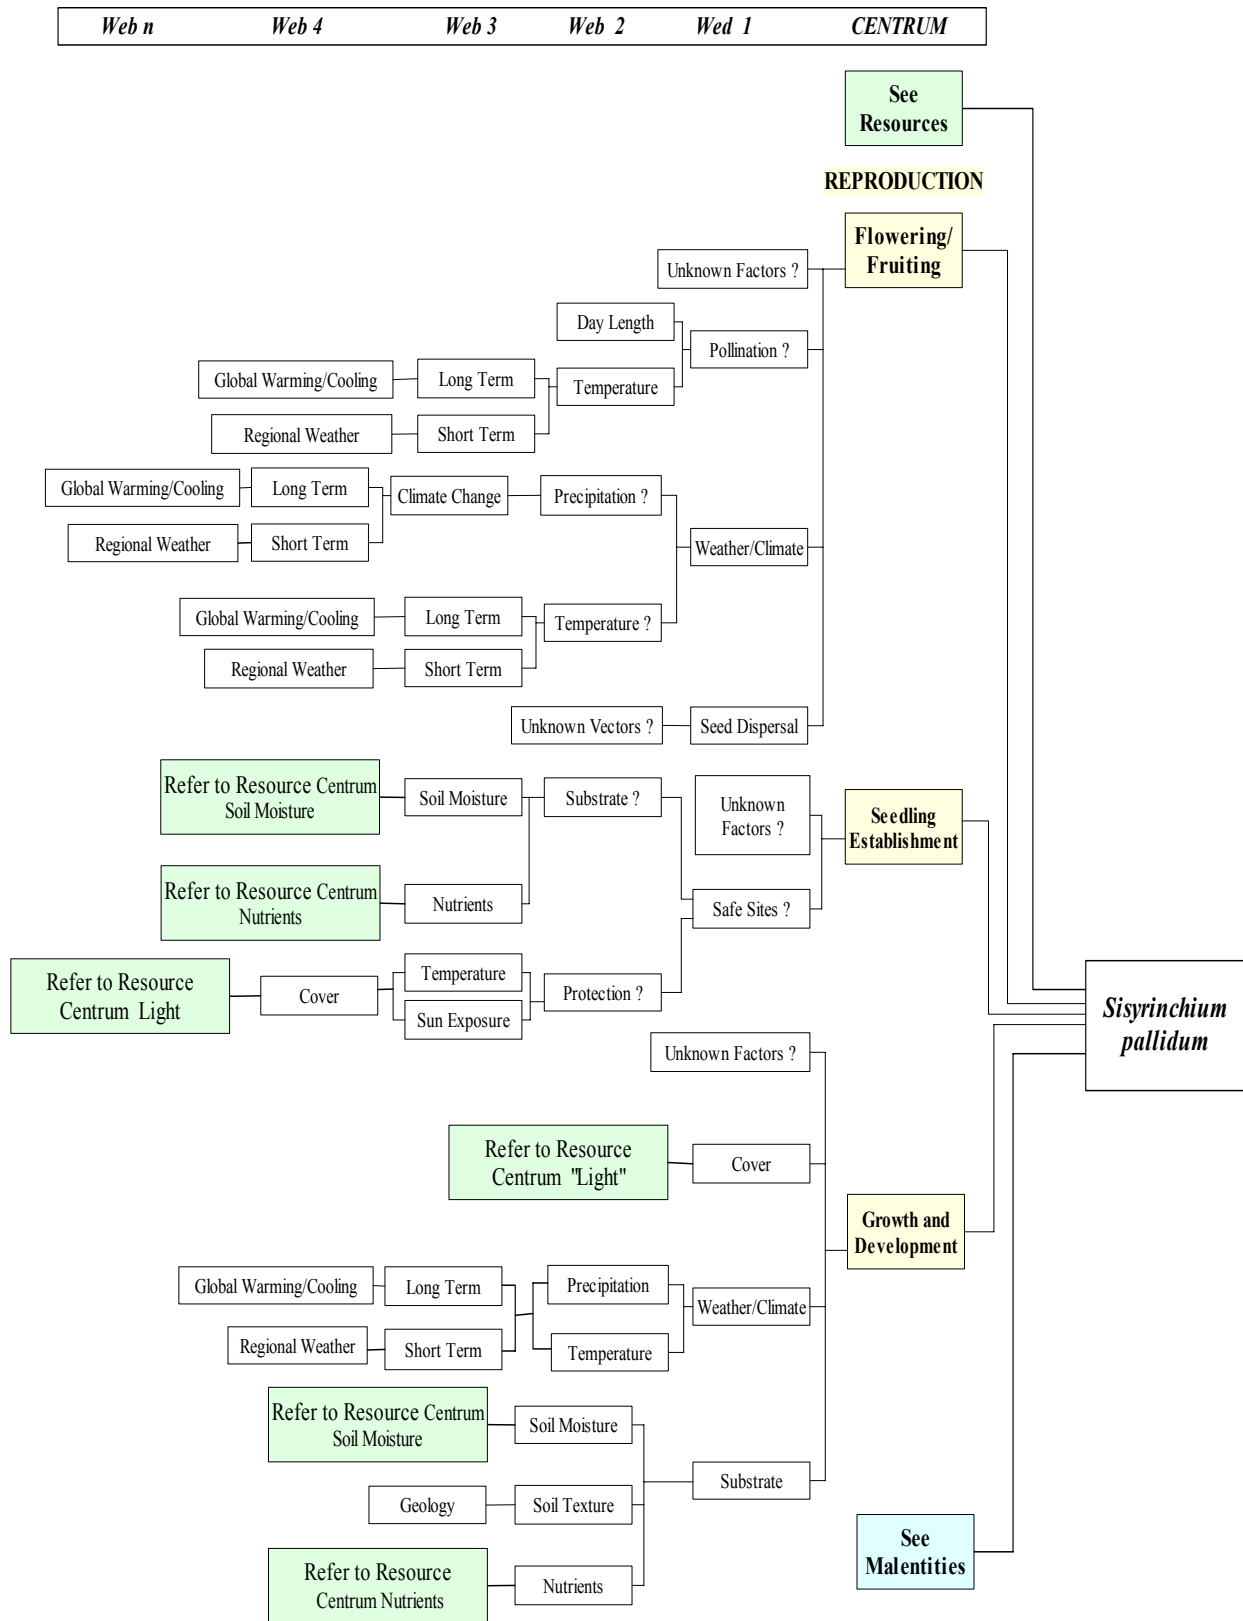 Web n Web 4 Web 3 Web 2 Wed 1 CENTRUM
See
Resources
REPRODUCTION
Flowering/
Fruiting
Unknown Factors ?
Day Length
Pollination ?
Global Warming/Cooling Long Term Temperature
Regional Weather Short Term
Global Warming/Cooling Long Term Climate Change Precipitation ?
Regional Weather Short Term
Weather/Climate
Global Warming/Cooling Long Term Temperature ?
Regional Weather Short Term
Unknown Vectors ? Seed Dispersal
Refer to Resource Centrum
Soil Moisture
Soil Moisture Substrate ?
Unknown
Factors ?
Seedling
Establishment
Refer to Resource Centrum
Nutrients
Nutrients
Safe Sites ?
Refer to Resource
Centrum Light
Cover
Temperature
Sun Exposure
Protection ?
Sisyrinchium
pallidum
Unknown Factors ?
Refer to Resource
Centrum "Light"
Cover
Growth and
Development
Global Warming/Cooling Long Term Precipitation
Weather/Climate
Regional Weather Short Term Temperature
Refer to Resource Centrum
Soil Moisture
Soil Moisture
Substrate
Geology Soil Texture
See
Malentities
Refer to Resource
Centrum Nutrients
Nutrients